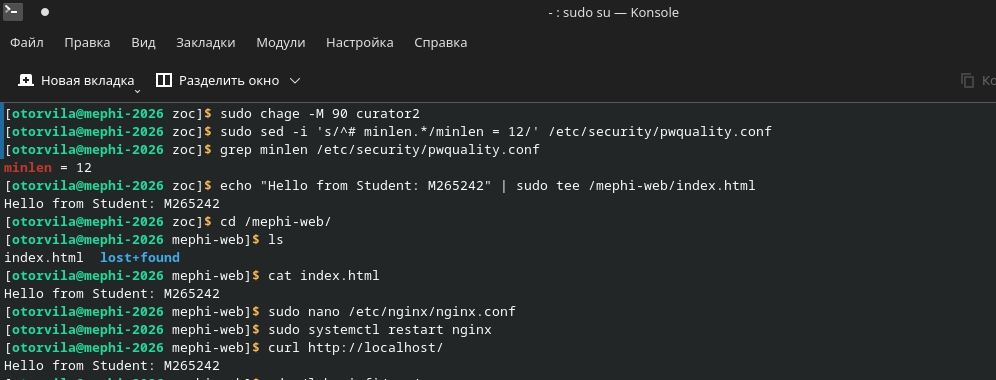 - : sudo su — Konsole
Файл Правка Вид Закладки Модули Настройка Справка
Новая вкладка Разделить окно
[otorvila@mephi-2026 zoc]$ sudo chage -M 90 curator2
[otorvila@mephi-2026 zoc]$ sudo sed -i 's/^# minlen.*/minlen = 12/' /etc/security/pwquality.conf
[otorvila@mephi-2026 zoc]$ grep minlen /etc/security/pwquality.conf
minlen = 12
[otorvila@mephi-2026 zoc]$ echo "Hello from Student: M265242" | sudo tee /mephi-web/index.html
Hello from Student: M265242
[otorvila@mephi-2026 zoc]$ cd /mephi-web/
[otorvila@mephi-2026 mephi-web]$ ls
index.html lost+found
[otorvila@mephi-2026 mephi-web]$ cat index.html
Hello from Student: M265242
[otorvila@mephi-2026 mephi-web]$ sudo nano /etc/nginx/nginx.conf
[otorvila@mephi-2026 mephi-web]$ sudo systemctl restart nginx
[otorvila@mephi-2026 mephi-web]$ curl http://localhost/
Hello from Student: M265242